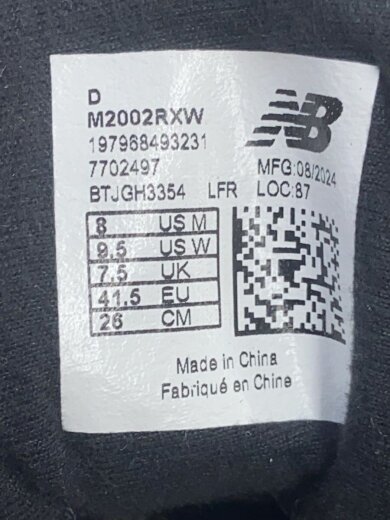 D
M2002RXW
197968493231
7702497 MFG:08/2024
BTJGH3354 LFR LOC:87
8 US M
9.5 US W
7.5 UK
41.5 EU
26 CM
NB
Made in China
Fabriqué en Chine